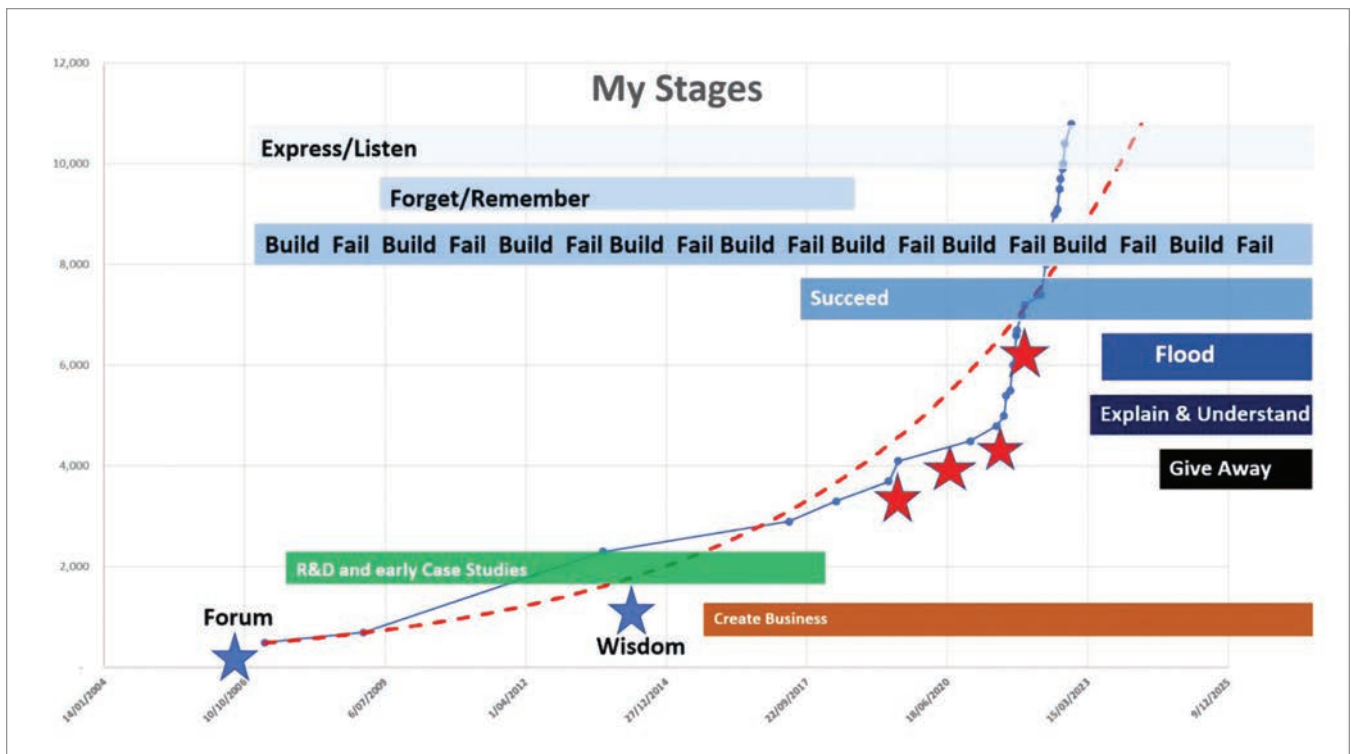 My Stages
12,000
10,000
8,000
6,000
4,000
2,000
-
Express/Listen
Forget/Remember
Build Fail Build Fail Build Fail Build Fail Build Fail Build Fail Build Fail Build Fail Build Fail
Succeed
Flood
Explain & Understand
Give Away
R&D and early Case Studies
Create Business
Forum
Wisdom
14/01/2004
10/10/2006
6/07/2009
1/04/2012
27/12/2014
22/09/2017
18/06/2020
15/03/2023
9/12/2025